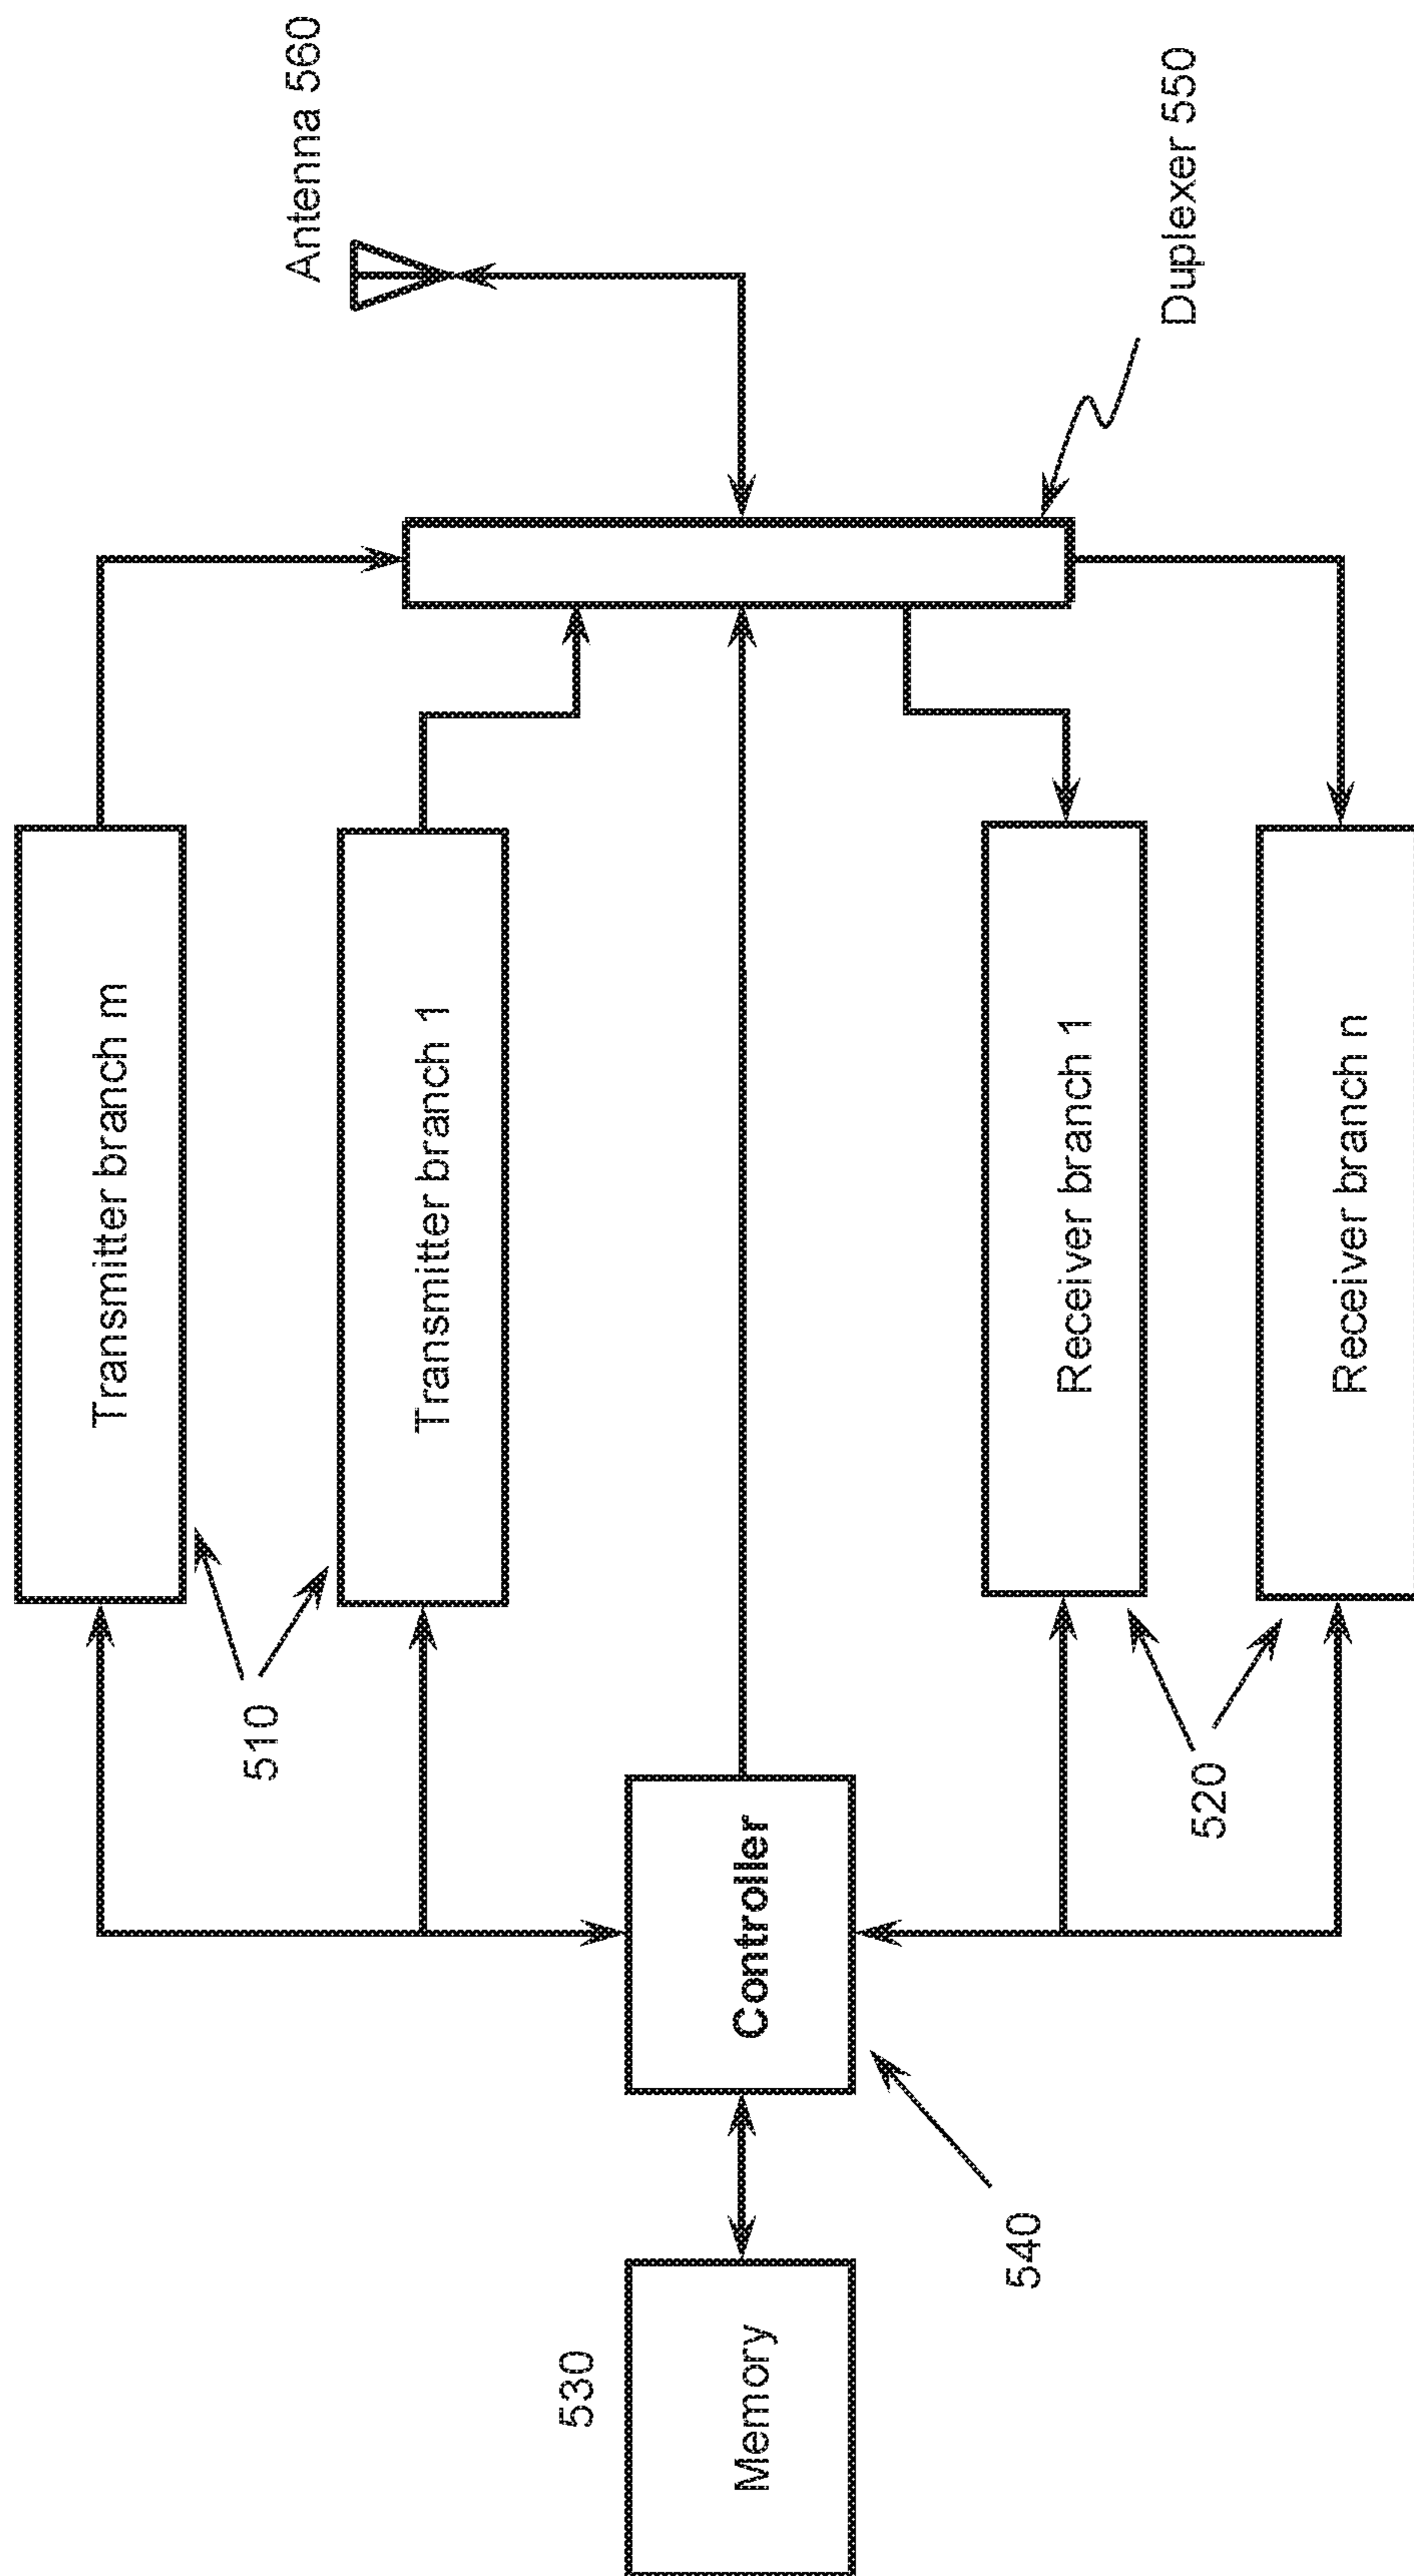 Transmitter branch m
Antenna 560
510
Transmitter branch 1
530
Memory
Controller
540
Receiver branch 1
Duplexer 550
520
Receiver branch n